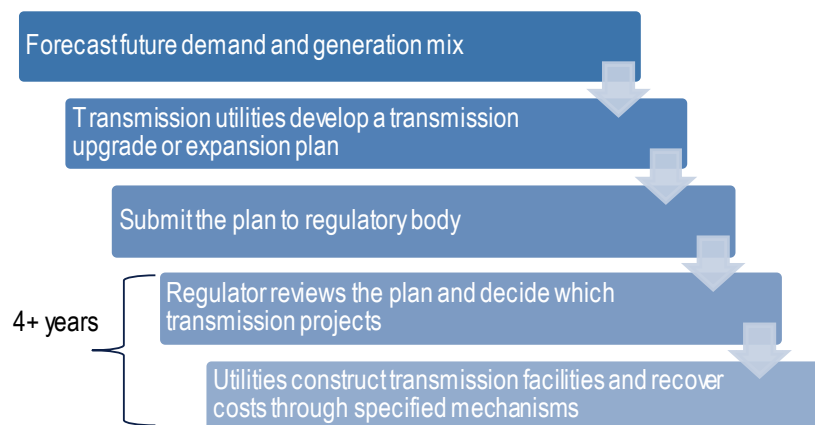 Forecast future demand and generation mix
Transmission utilities develop a transmission
upgrade or expansion plan
Submit the plan to regulatory body
4+ years
Regulator reviews the plan and decide which
transmission projects
Utilities construct transmission facilities and recover
costs through specified mechanisms